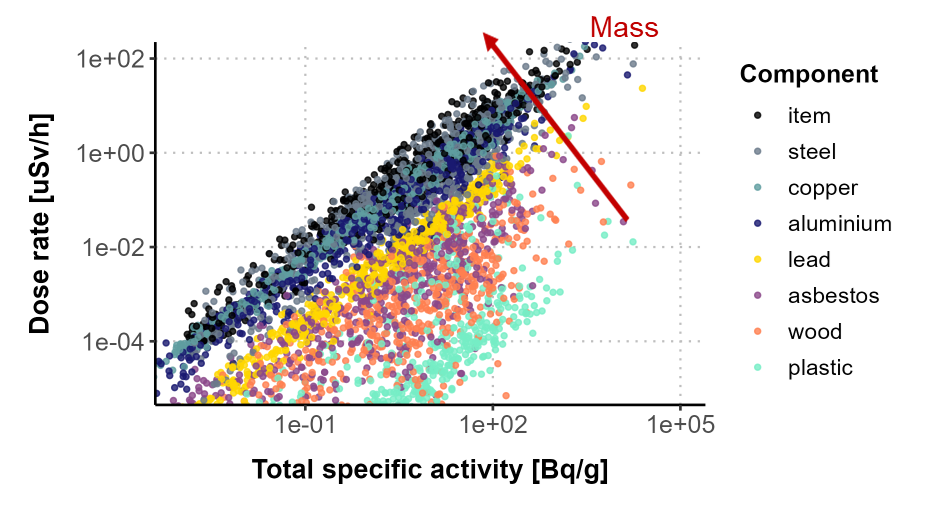 Mass
1e+02
1e+00
1e-02
1e-04
Dose rate [uSv/h]
1e-01
1e+02
1e+05
Total specific activity [Bq/g]
Component
item
steel
copper
aluminium
lead
asbestos
wood
plastic